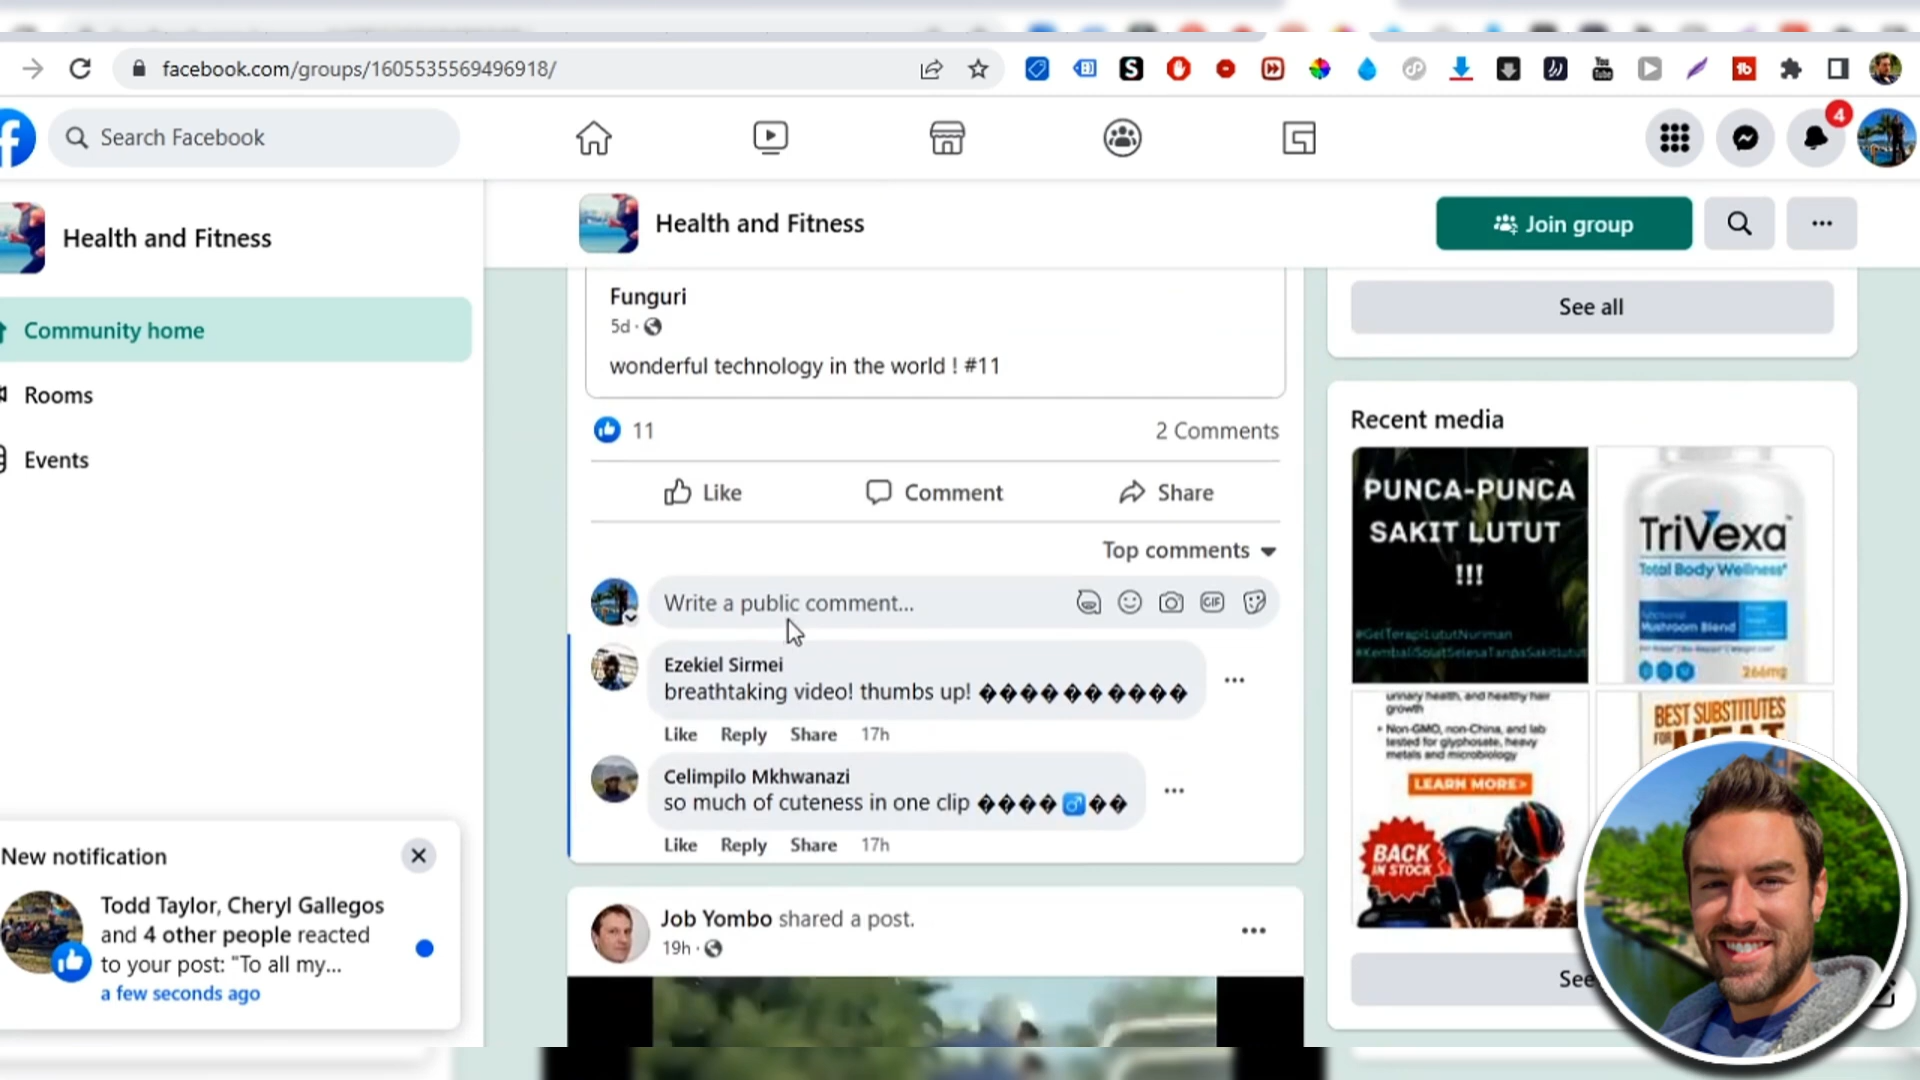 facebook.com/groups/1605535569496918/
Search Facebook
4
Health and Fitness
Community home
Rooms
Events
Health and Fitness
Join group
Funguri
5d ·
wonderful technology in the world ! #11
11
2 Comments
Like
Comment
Share
Top comments
Write a public comment...
GIF
Ezekiel Sirmei
breathtaking video! thumbs up! ���� �� ����
Like Reply Share 17h
Celimpilo Mkhwanazi
so much of cuteness in one clip ����♂��
Like Reply Share 17h
Job Yombo shared a post.
19h ·
See all
Recent media
PUNCA-PUNCA
SAKIT LUTUT
!!!
#GelTerapiLututNuriman
#KembaliSolatSelesaTanpaSakitLutut
TriVexa™
Total Body Wellness*
Mushroom Blend
266mg
urinary health, and healthy hair
growth
• Non-GMO, non-China, and lab
tested for glyphosate, heavy
metals and microbiology
LEARN MORE>
BACK
IN STOCK
BEST SUBSTITUTES
FOR MEAT
See
New notification
Todd Taylor, Cheryl Gallegos
and 4 other people reacted
to your post: "To all my...
a few seconds ago